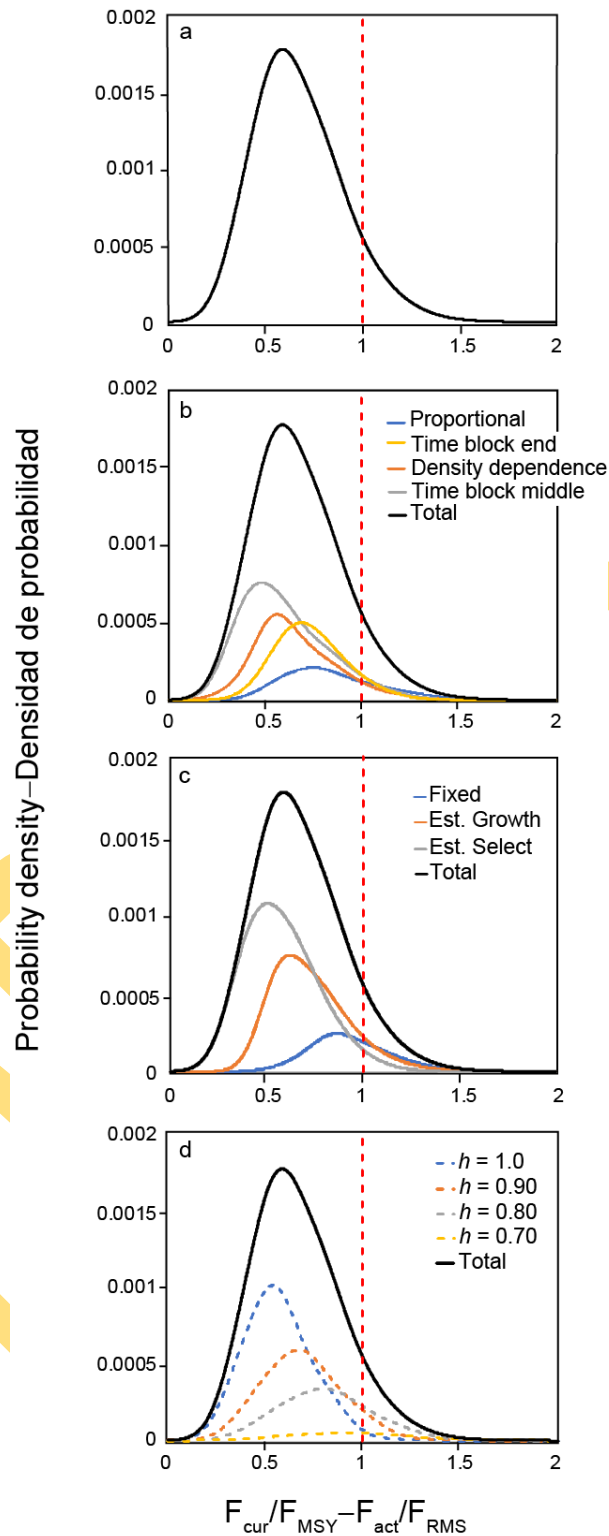 Probability density–Densidad de probabilidad
a
0.002
0.0015
0.001
0.0005
0
0
0.5
1
1.5
2
b
0.002
0.0015
0.001
0.0005
0
Proportional
Time block end
Density dependence
Time block middle
Total
0
0.5
1
1.5
2
c
0.002
0.0015
0.001
0.0005
0
Fixed
Est. Growth
Est. Select
Total
0
0.5
1
1.5
2
d
0.002
0.0015
0.001
0.0005
0
h = 1.0
h = 0.90
h = 0.80
h = 0.70
Total
0
0.5
1
1.5
2
Fcur/FMSY–Fact/FRMS